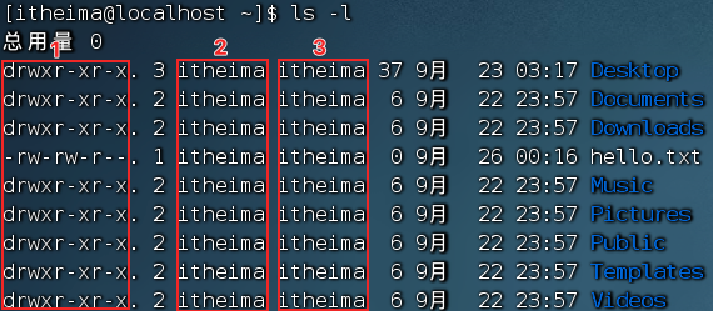 [itheima@localhost ~]$ ls -l
总用量 0
1 2 3
drwxr-xr-x. 3 itheima itheima 37 9月 23 03:17 Desktop
drwxr-xr-x. 2 itheima itheima 6 9月 22 23:57 Documents
drwxr-xr-x. 2 itheima itheima 6 9月 22 23:57 Downloads
-rw-rw-r--. 1 itheima itheima 0 9月 26 00:16 hello.txt
drwxr-xr-x. 2 itheima itheima 6 9月 22 23:57 Music
drwxr-xr-x. 2 itheima itheima 6 9月 22 23:57 Pictures
drwxr-xr-x. 2 itheima itheima 6 9月 22 23:57 Public
drwxr-xr-x. 2 itheima itheima 6 9月 22 23:57 Templates
drwxr-xr-x. 2 itheima itheima 6 9月 22 23:57 Videos